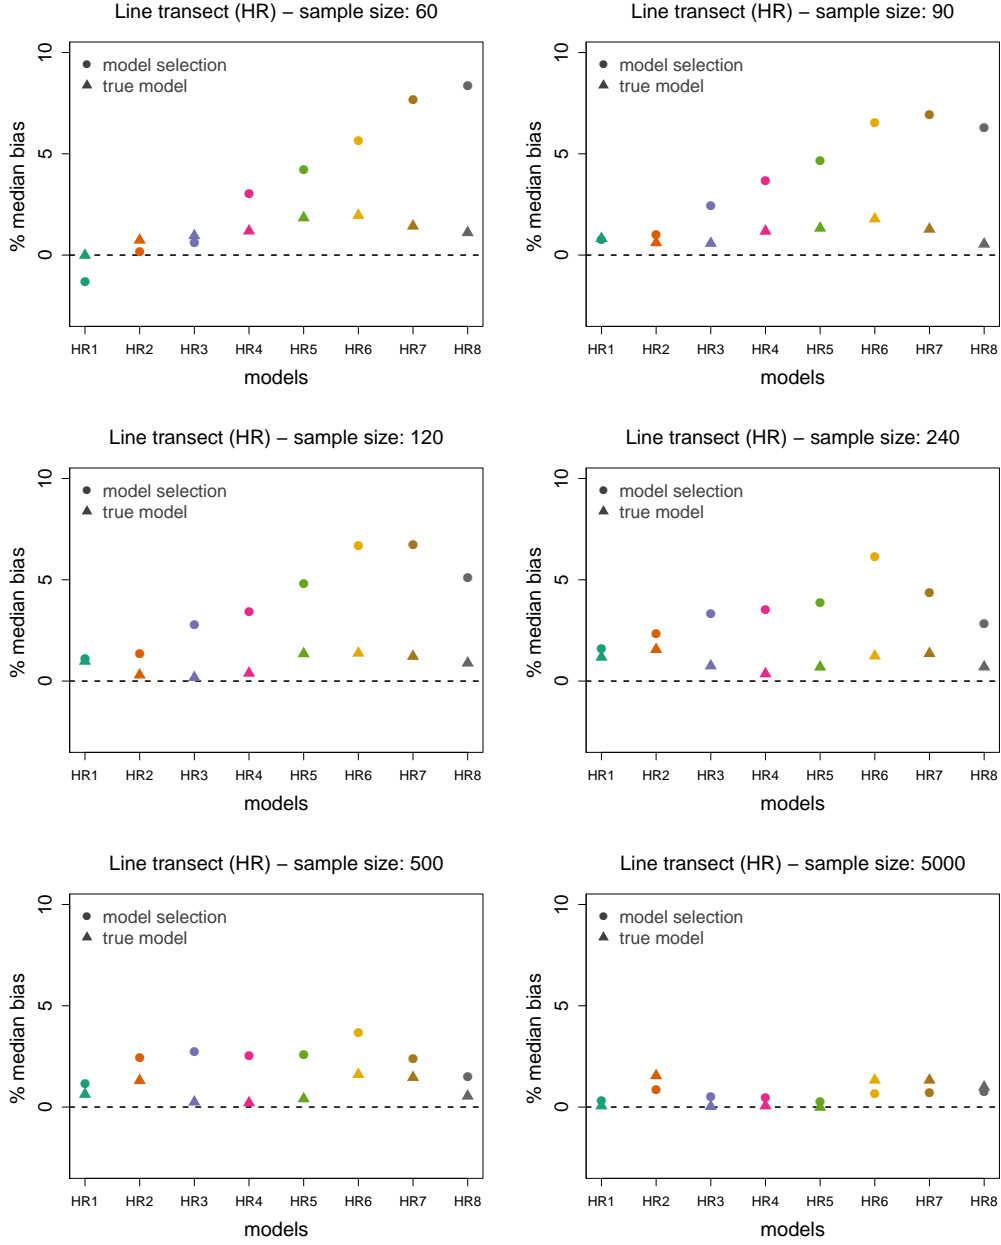 Line transect (HR) − sample size: 60
10
5
0
% median bias
model selection
true model
HR1 HR2 HR3 HR4 HR5 HR6 HR7 HR8
models
Line transect (HR) − sample size: 90
10
5
0
% median bias
model selection
true model
HR1 HR2 HR3 HR4 HR5 HR6 HR7 HR8
models
Line transect (HR) − sample size: 120
10
5
0
% median bias
model selection
true model
HR1 HR2 HR3 HR4 HR5 HR6 HR7 HR8
models
Line transect (HR) − sample size: 240
10
5
0
% median bias
model selection
true model
HR1 HR2 HR3 HR4 HR5 HR6 HR7 HR8
models
Line transect (HR) − sample size: 500
10
5
0
% median bias
model selection
true model
HR1 HR2 HR3 HR4 HR5 HR6 HR7 HR8
models
Line transect (HR) − sample size: 5000
10
5
0
% median bias
model selection
true model
HR1 HR2 HR3 HR4 HR5 HR6 HR7 HR8
models